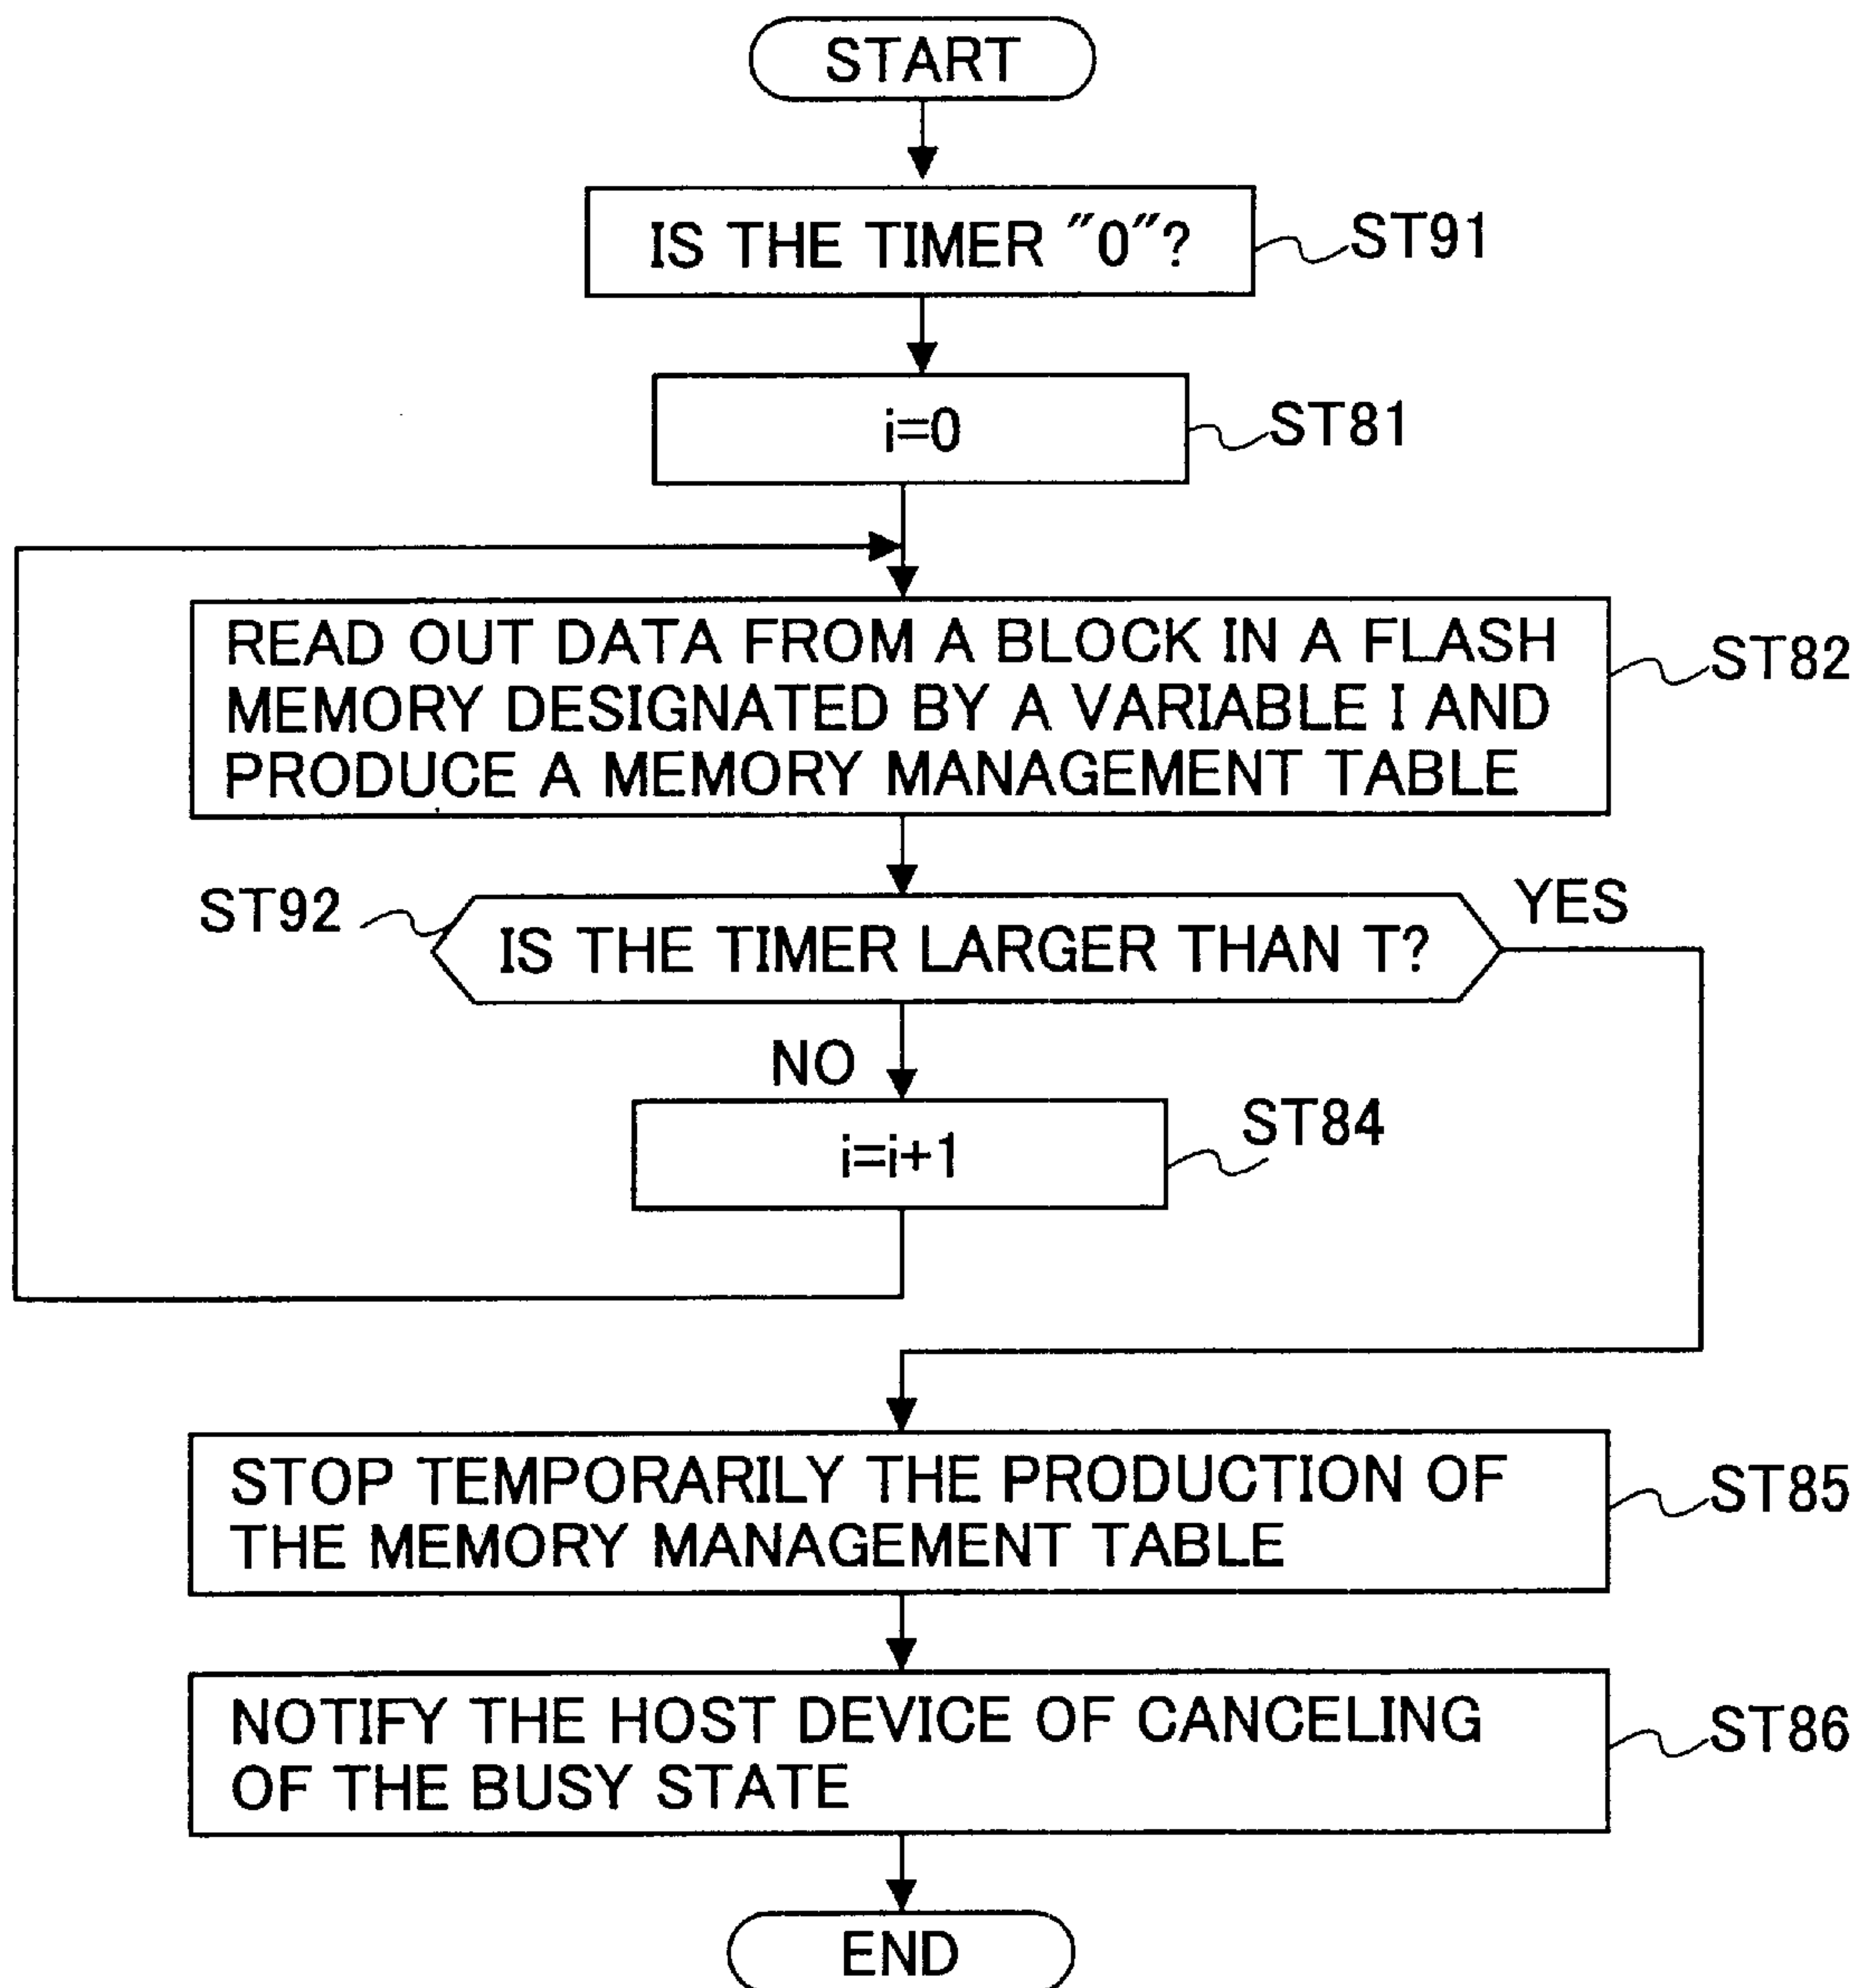 START
IS THE TIMER "0"?
ST91
i=0
ST81
READ OUT DATA FROM A BLOCK IN A FLASH
MEMORY DESIGNATED BY A VARIABLE I AND
PRODUCE A MEMORY MANAGEMENT TABLE
ST82
ST92
IS THE TIMER LARGER THAN T?
YES
NO
i=i+1
ST84
STOP TEMPORARILY THE PRODUCTION OF
THE MEMORY MANAGEMENT TABLE
ST85
NOTIFY THE HOST DEVICE OF CANCELING
OF THE BUSY STATE
ST86
END